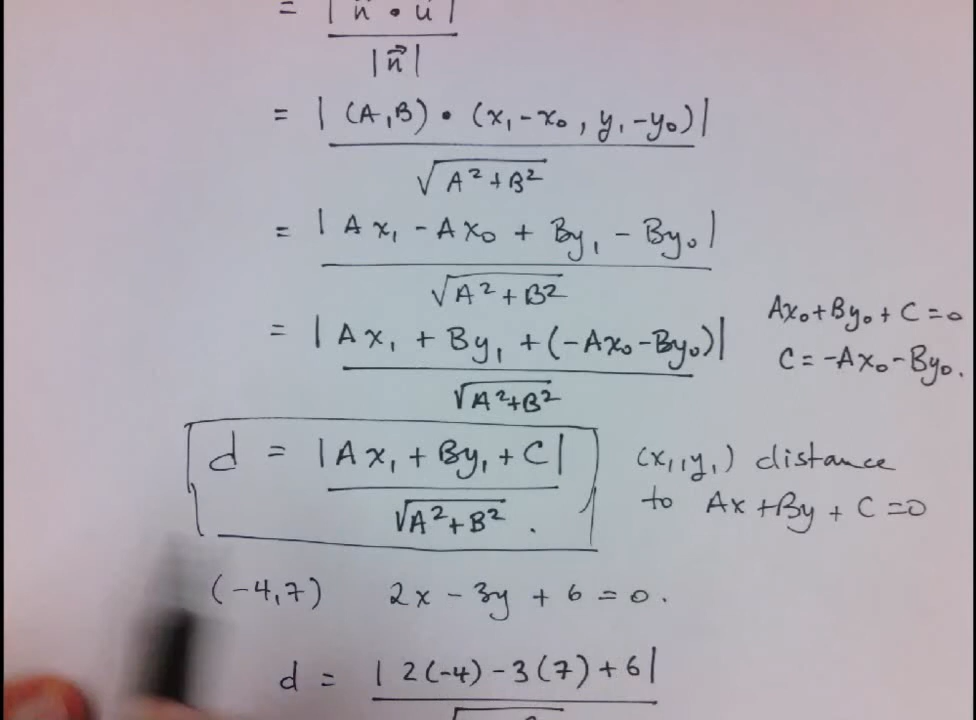 = |n⃗ • u⃗|
|n⃗|
= |(A,B) • (x₁-x₀, y₁-y₀)|
√A²+B²
= |Ax₁ - Ax₀ + By₁ - By₀|
√A²+B²
= |Ax₁ + By₁ + (-Ax₀-By₀)|
√A²+B²
Ax₀+By₀+C=0
C=-Ax₀-By₀.
d = |Ax₁ + By₁ + C|
√A²+B².
(x₁,y₁) distance
to Ax+By+C=0
(-4,7) 2x - 3y + 6 = 0.
d = |2(-4)-3(7)+6|